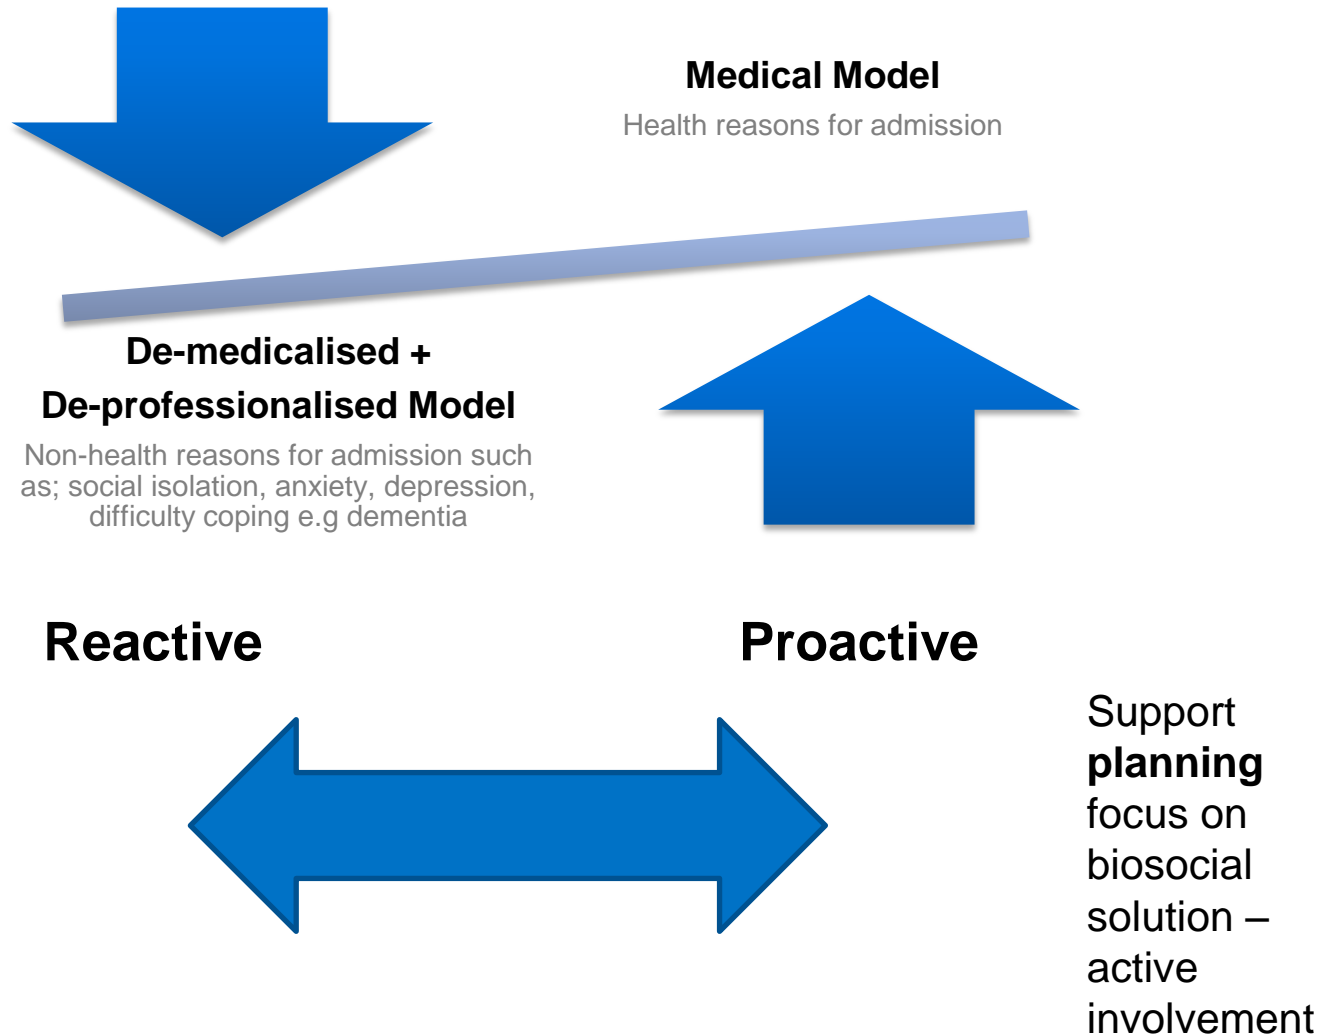 Medical Model
Health reasons for admission
De-medicalised +
De-professionalised Model
Non-health reasons for admission such
as; social isolation, anxiety, depression,
difficulty coping e.g dementia
Reactive
Proactive
Support
planning
focus on
biosocial
solution –
active
involvement